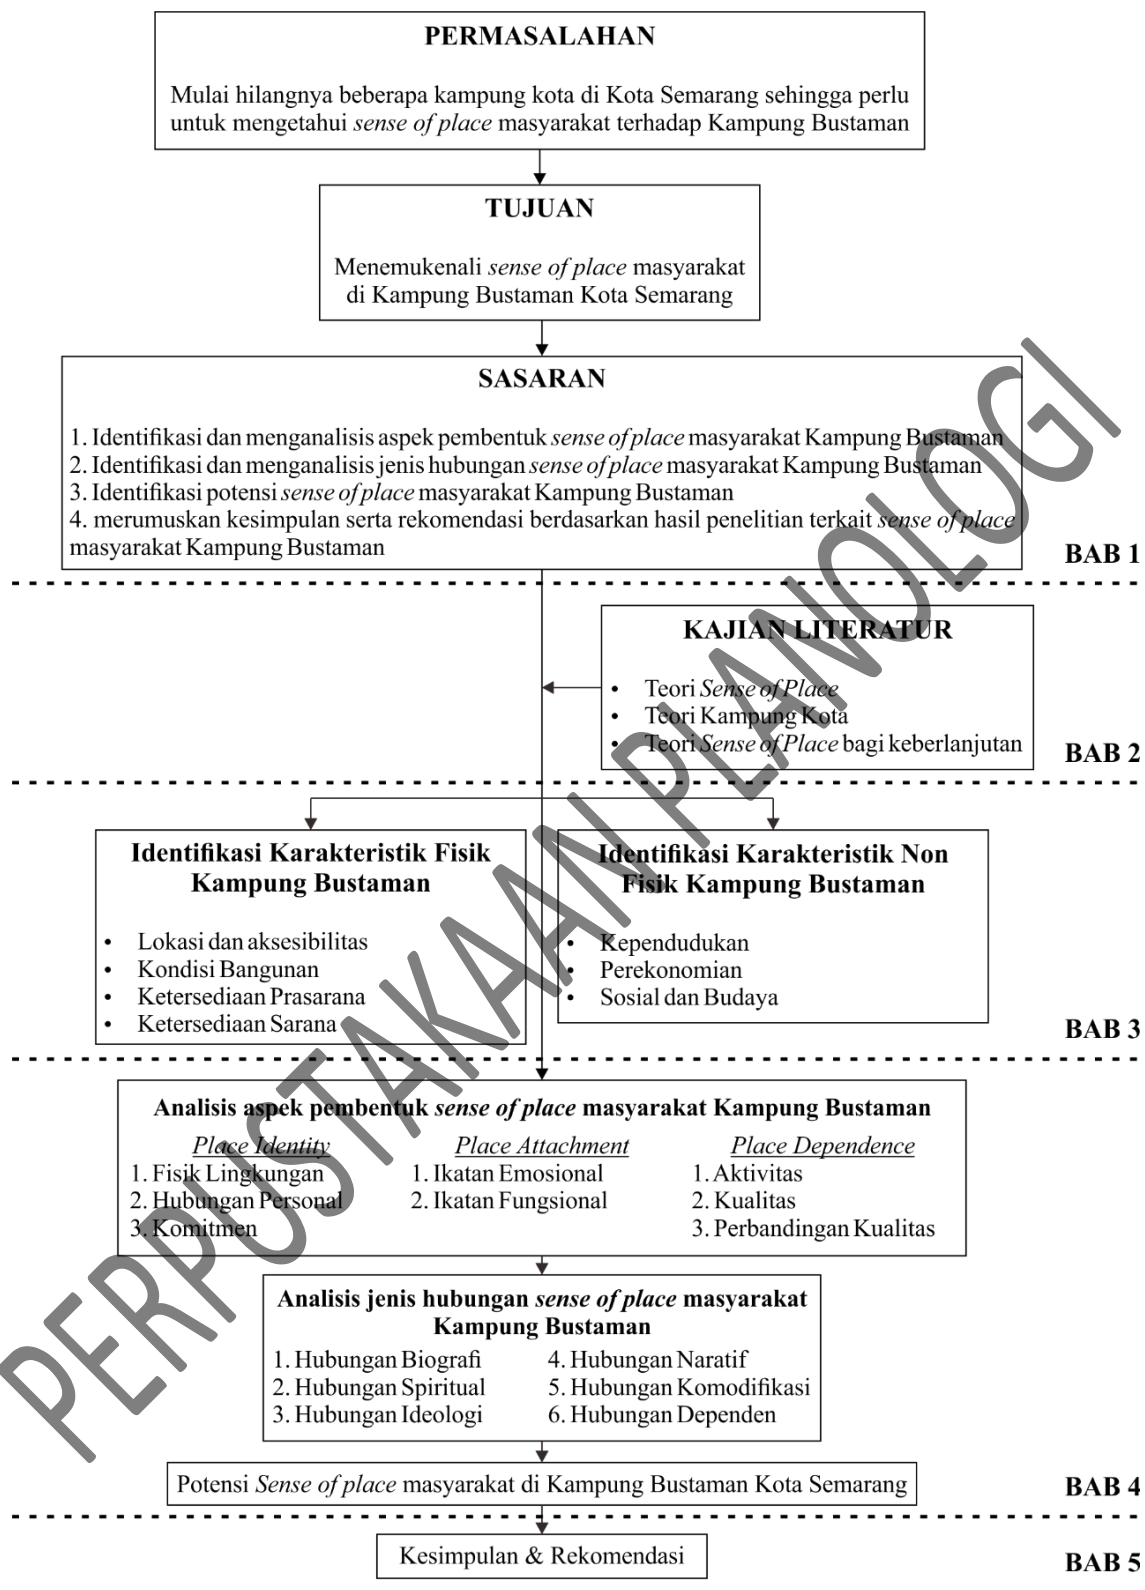 PERMASALAHAN
Mulai hilangnya beberapa kampung kota di Kota Semarang sehingga perlu
untuk mengetahui sense of place masyarakat terhadap Kampung Bustaman
TUJUAN
Menemukenali sense of place masyarakat
di Kampung Bustaman Kota Semarang
SASARAN
1. Identifikasi dan menganalisis aspek pembentuk sense of place masyarakat Kampung Bustaman
2. Identifikasi dan menganalisis jenis hubungan sense of place masyarakat Kampung Bustaman
3. Identifikasi potensi sense of place masyarakat Kampung Bustaman
4. merumuskan kesimpulan serta rekomendasi berdasarkan hasil penelitian terkait sense of place
masyarakat Kampung Bustaman
BAB 1
KAJIAN LITERATUR
• Teori Sense of Place
• Teori Kampung Kota
• Teori Sense of Place bagi keberlanjutan
BAB 2
Identifikasi Karakteristik Fisik
Kampung Bustaman
• Lokasi dan aksesibilitas
• Kondisi Bangunan
• Ketersediaan Prasarana
• Ketersediaan Sarana
Identifikasi Karakteristik Non
Fisik Kampung Bustaman
• Kependudukan
• Perekonomian
• Sosial dan Budaya
BAB 3
Analisis aspek pembentuk sense of place masyarakat Kampung Bustaman
Place Identity
1. Fisik Lingkungan
2. Hubungan Personal
3. Komitmen
Place Attachment
1. Ikatan Emosional
2. Ikatan Fungsional
Place Dependence
1. Aktivitas
2. Kualitas
3. Perbandingan Kualitas
Analisis jenis hubungan sense of place masyarakat
Kampung Bustaman
1. Hubungan Biografi
2. Hubungan Spiritual
3. Hubungan Ideologi
4. Hubungan Naratif
5. Hubungan Komodifikasi
6. Hubungan Dependen
Potensi Sense of place masyarakat di Kampung Bustaman Kota Semarang
BAB 4
Kesimpulan & Rekomendasi
BAB 5
PERPUSTAKAAN PLANOLOGI